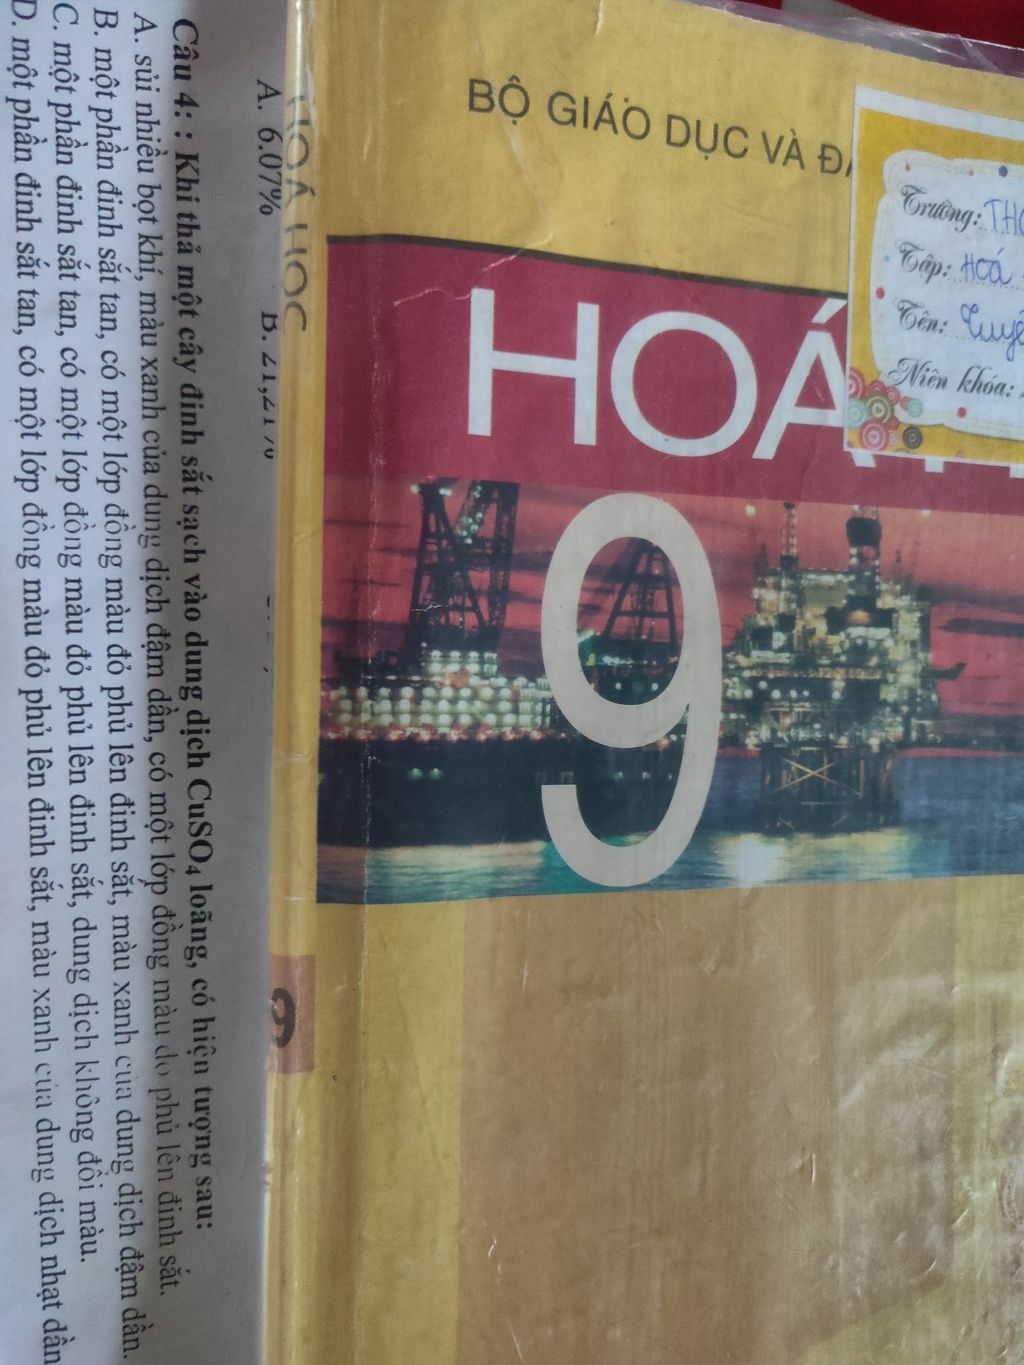 BỘ GIÁO DỤC VÀ
HOÁ
9
Trường:
Tập: HOÁ
Tên:
Niên khóa:
HOÁ HỌC
9
A. 6.07%
B. 21,21%
Câu 4: : Khi thả một cây đinh sắt sạch vào dung dịch CuSO₄ loãng, có hiện tượng sau:
A. sủi nhiều bọt khí, màu xanh của dung dịch đậm dần, có một lớp đồng màu đỏ phủ lên đinh sắt.
B. một phần đinh sắt tan, có một lớp đồng màu đỏ phủ lên đinh sắt, màu xanh của dung dịch đậm dần.
C. một phần đinh sắt tan, có một lớp đồng màu đỏ phủ lên đinh sắt, dung dịch không đổi màu.
D. một phần đinh sắt tan, có một lớp đồng màu đỏ phủ lên đinh sắt, màu xanh của dung dịch nhạt dần